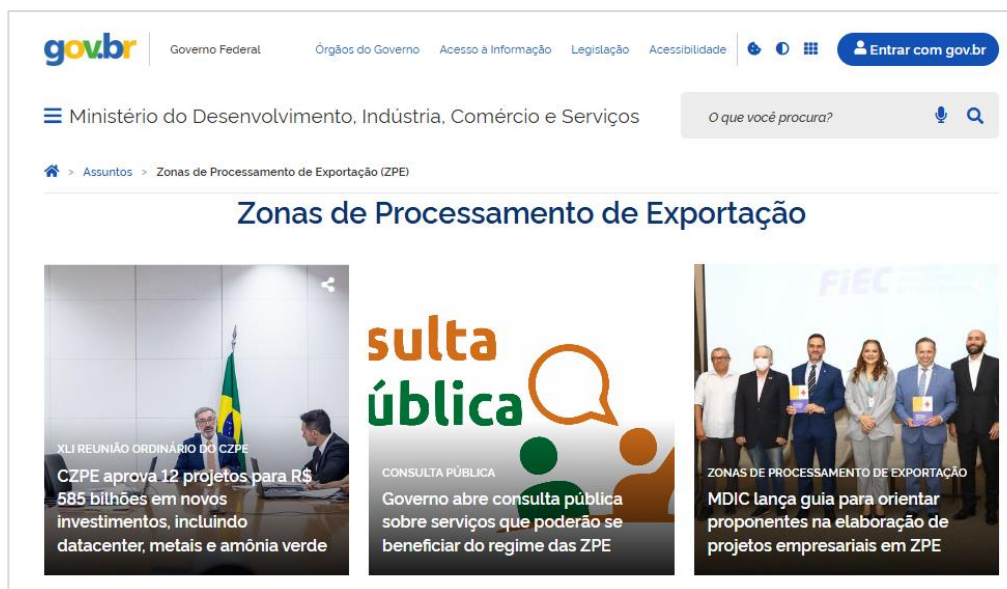 gov.br
Governo Federal
Órgãos do Governo
Acesso à Informação
Legislação
Acessibilidade
Entrar com gov.br
Ministério do Desenvolvimento, Indústria, Comércio e Serviços
O que você procura?
> Assuntos > Zonas de Processamento de Exportação (ZPE)
Zonas de Processamento de Exportação
XLI REUNIÃO ORDINÁRIO DO CZPE
CZPE aprova 12 projetos para R$
585 bilhões em novos
investimentos, incluindo
datacenter, metais e amônia verde
sulta
ública
CONSULTA PÚBLICA
Governo abre consulta pública
sobre serviços que poderão se
beneficiar do regime das ZPE
FIEC
ZONAS DE PROCESSAMENTO DE EXPORTAÇÃO
MDIC lança guia para orientar
proponentes na elaboração de
projetos empresariais em ZPE